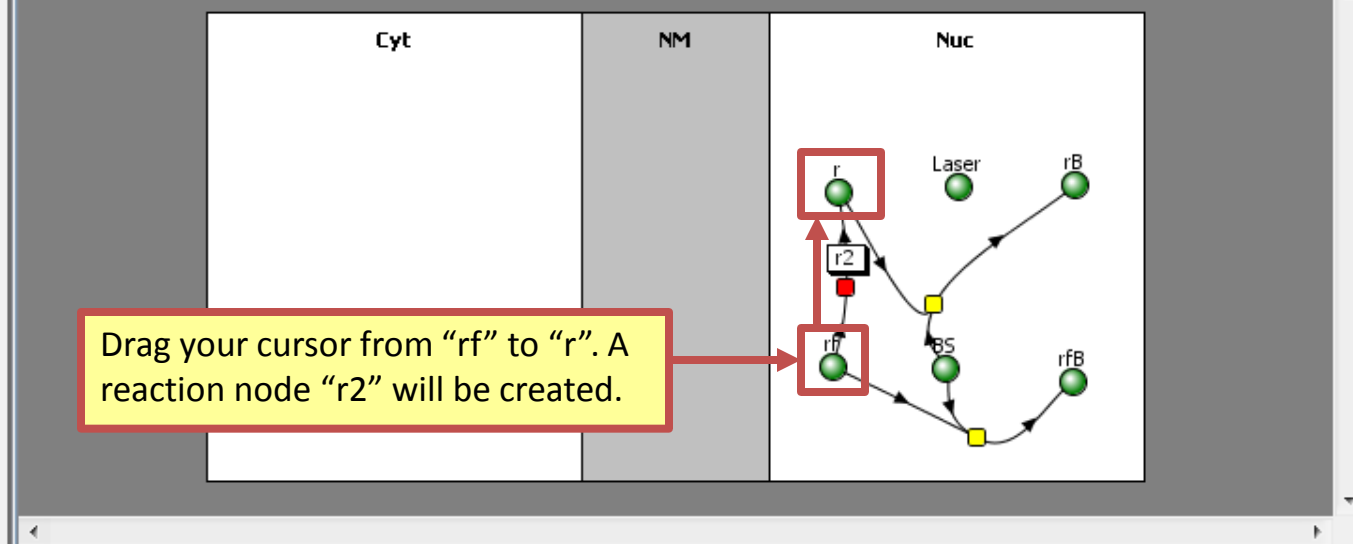 Cyt
NM
Nuc
r
Laser
rB
r2
Drag your cursor from “rf” to “r”. A
reaction node “r2” will be created.
rf
BS
rfB